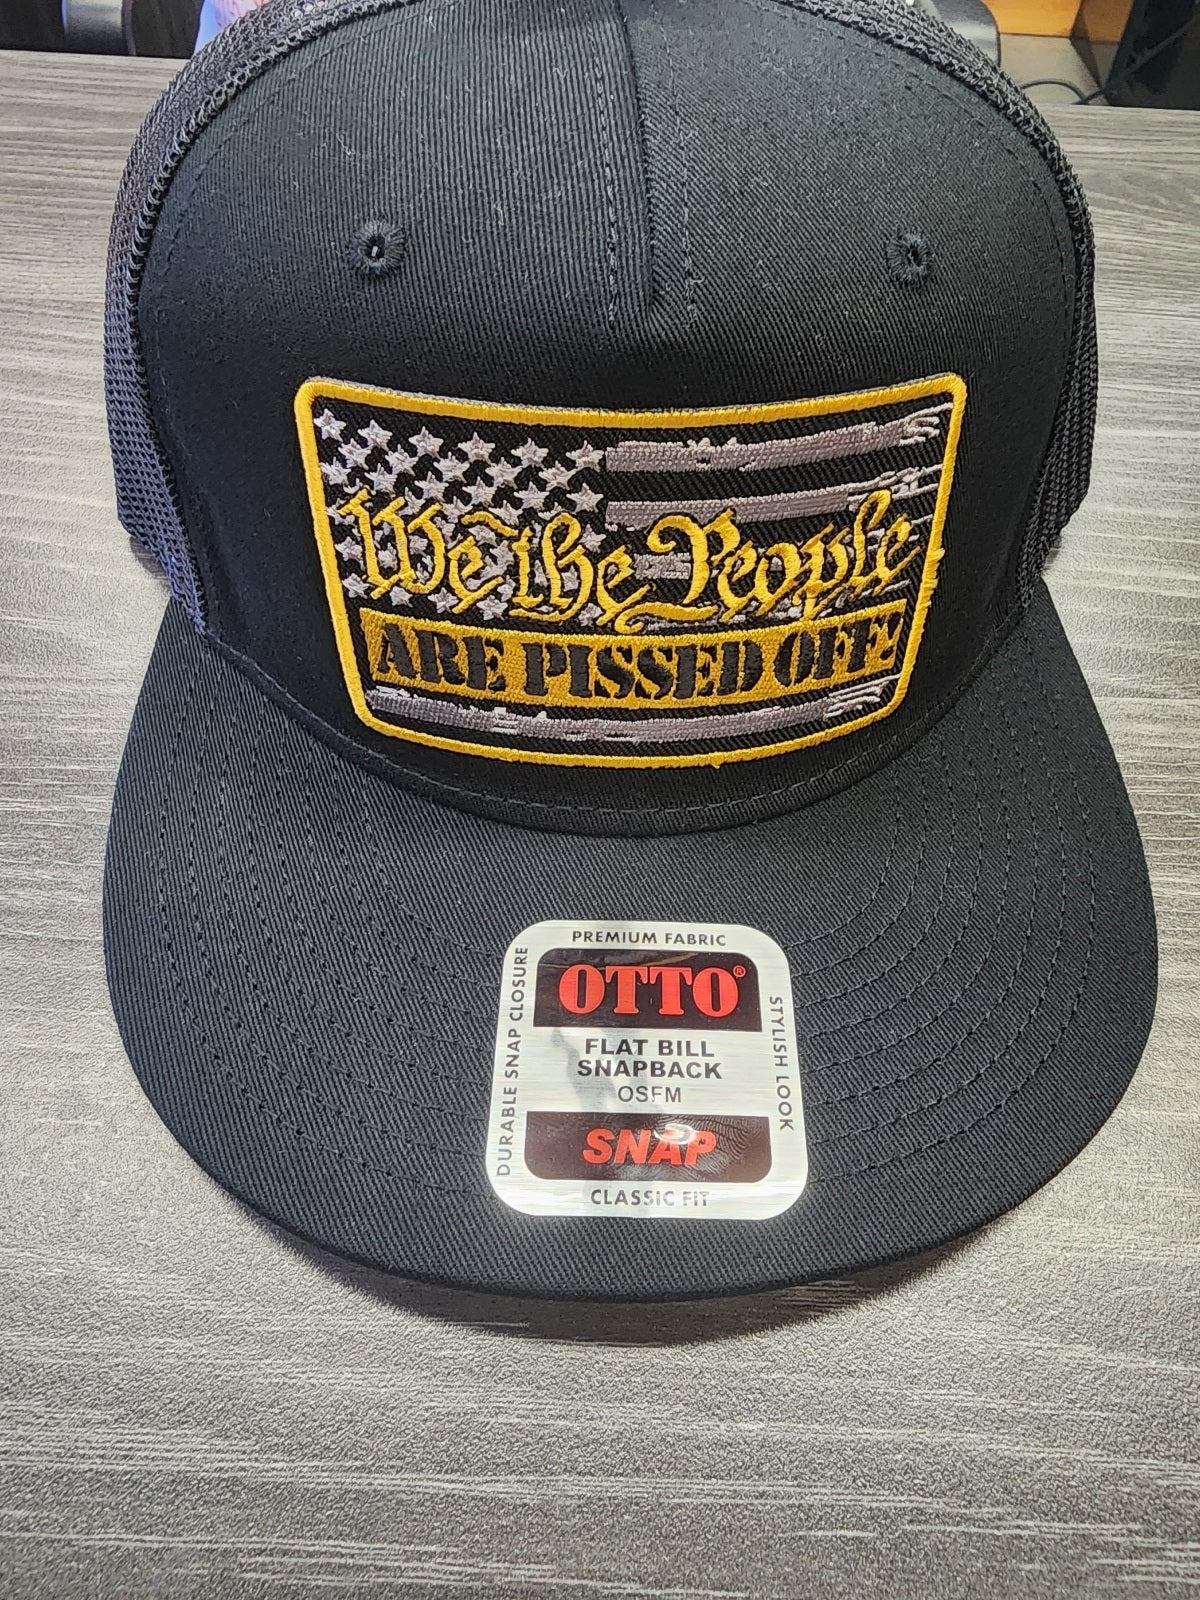 We the People
ARE PISSED OFF!
PREMIUM FABRIC
OTTO®
DURABLE SNAP CLOSURE
STYLISH LOOK
FLAT BILL
SNAPBACK
OSFM
SNAP
CLASSIC FIT